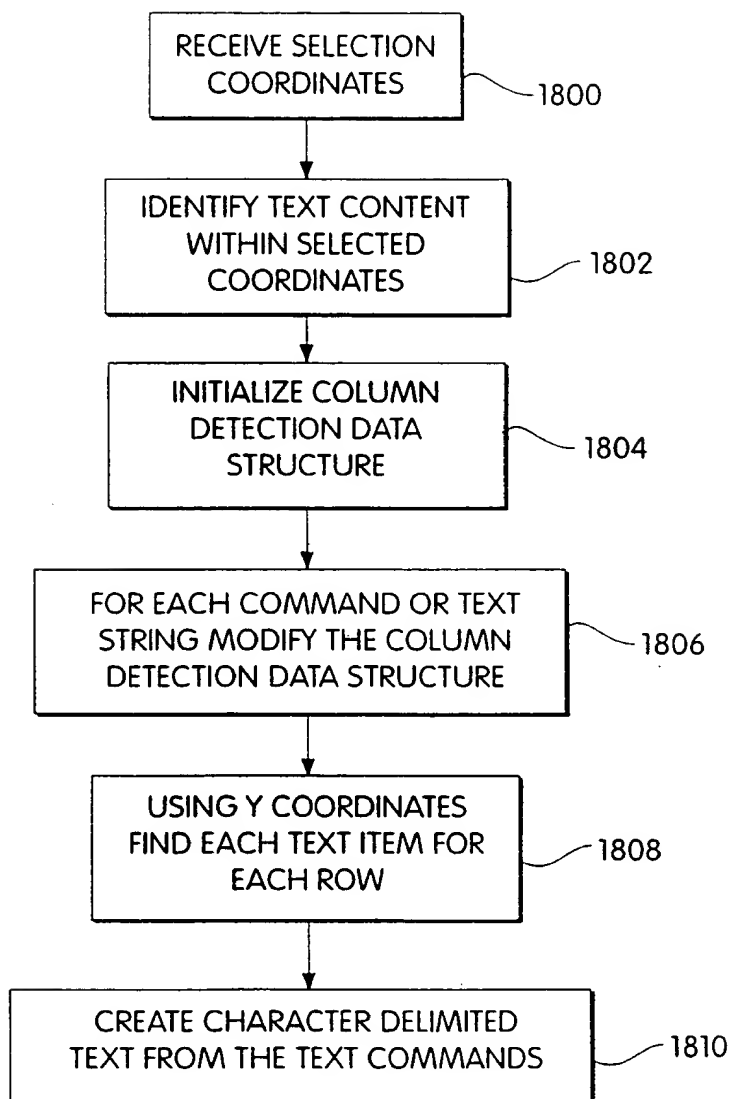 RECEIVE SELECTION
COORDINATES
1800
IDENTIFY TEXT CONTENT
WITHIN SELECTED
COORDINATES
1802
INITIALIZE COLUMN
DETECTION DATA
STRUCTURE
1804
FOR EACH COMMAND OR TEXT
STRING MODIFY THE COLUMN
DETECTION DATA STRUCTURE
1806
USING Y COORDINATES
FIND EACH TEXT ITEM FOR
EACH ROW
1808
CREATE CHARACTER DELIMITED
TEXT FROM THE TEXT COMMANDS
1810